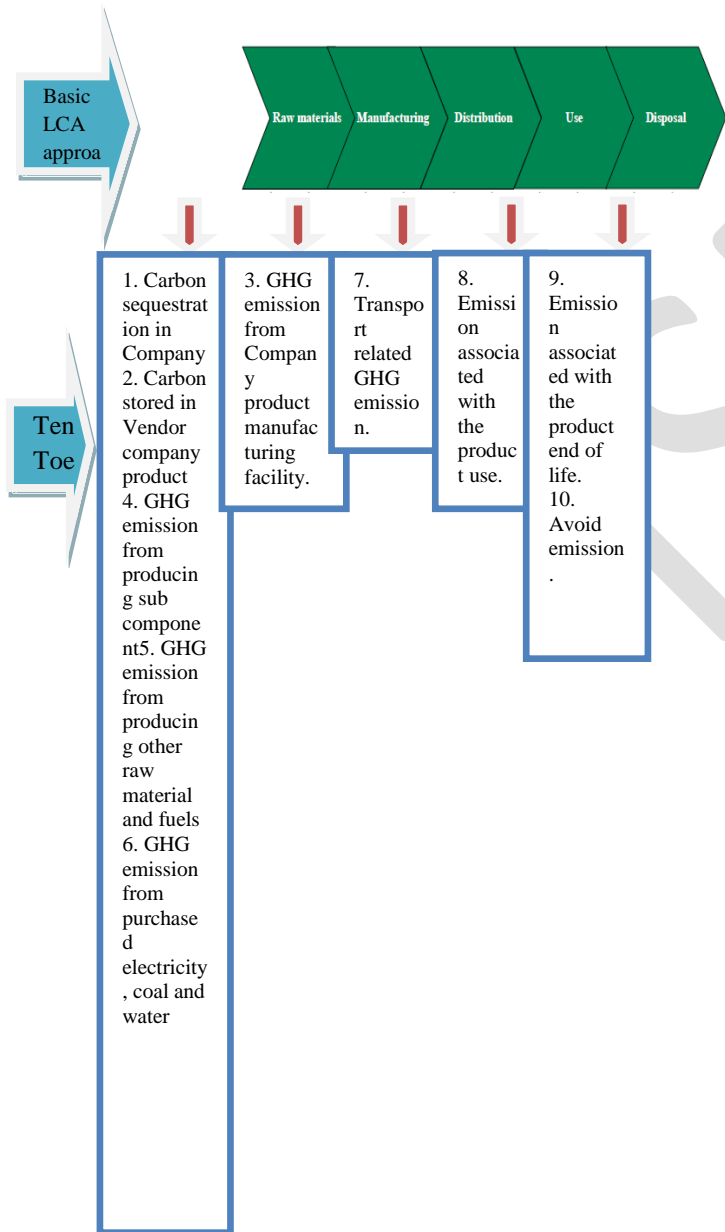 Basic
LCA
approa
Raw materials
Manufacturing
Distribution
Use
Disposal
Ten
Toe
1. Carbon
sequestrat
ion in
Company
2. Carbon
stored in
Vendor
company
product
4. GHG
emission
from
producin
g sub
compone
nt5. GHG
emission
from
producin
g other
raw
material
and fuels
6. GHG
emission
from
purchase
d
electricity
, coal and
water
3. GHG
emission
from
Compan
y
product
manufac
turing
facility.
7.
Transpo
rt
related
GHG
emissio
n.
8.
Emissi
on
associa
ted
with
the
produc
t use.
9.
Emissio
n
associat
ed with
the
product
end of
life.
10.
Avoid
emission
.